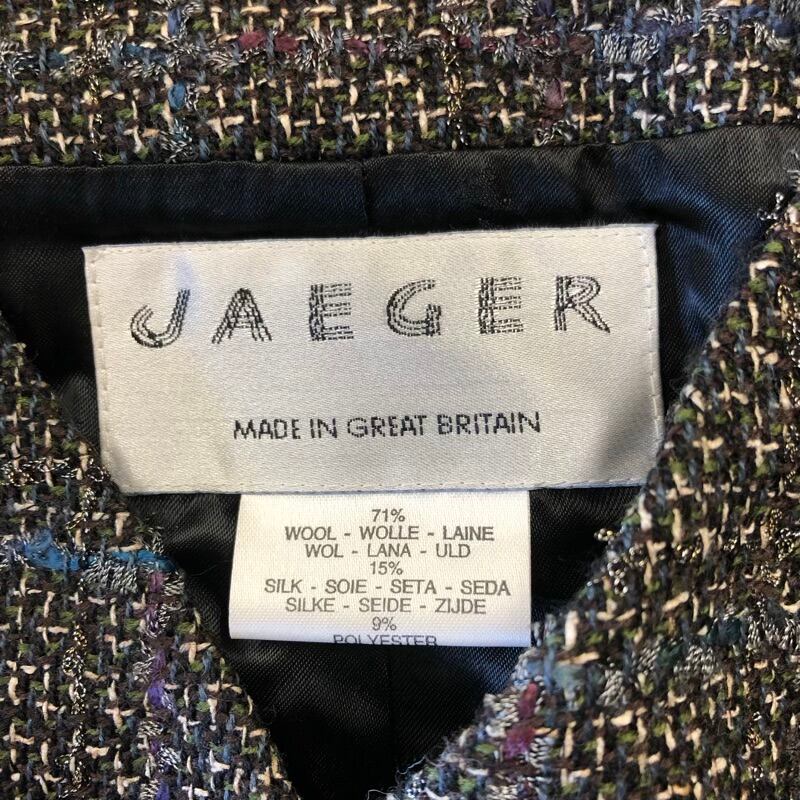 JAEGER
MADE IN GREAT BRITAIN
71%
WOOL - WOLLE - LAINE
WOL - LANA - ULD
15%
SILK - SOIE - SETA - SEDA
SILKE - SEIDE - ZIJDE
9%
POLYESTER